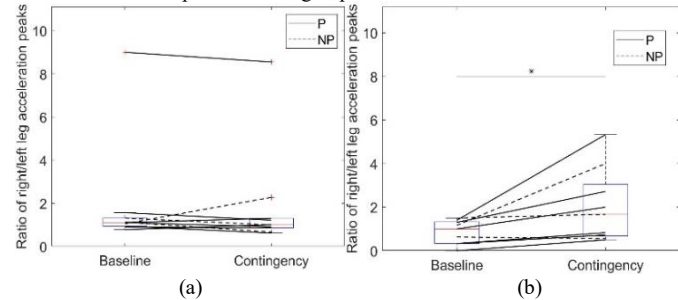 Ratio of right/left leg acceleration peaks
10
8
6
4
2
0
P
NP
Baseline
Contingency
(a)
Ratio of right/left leg acceleration peaks
10
8
6
4
2
0
*
P
NP
Baseline
Contingency
(b)